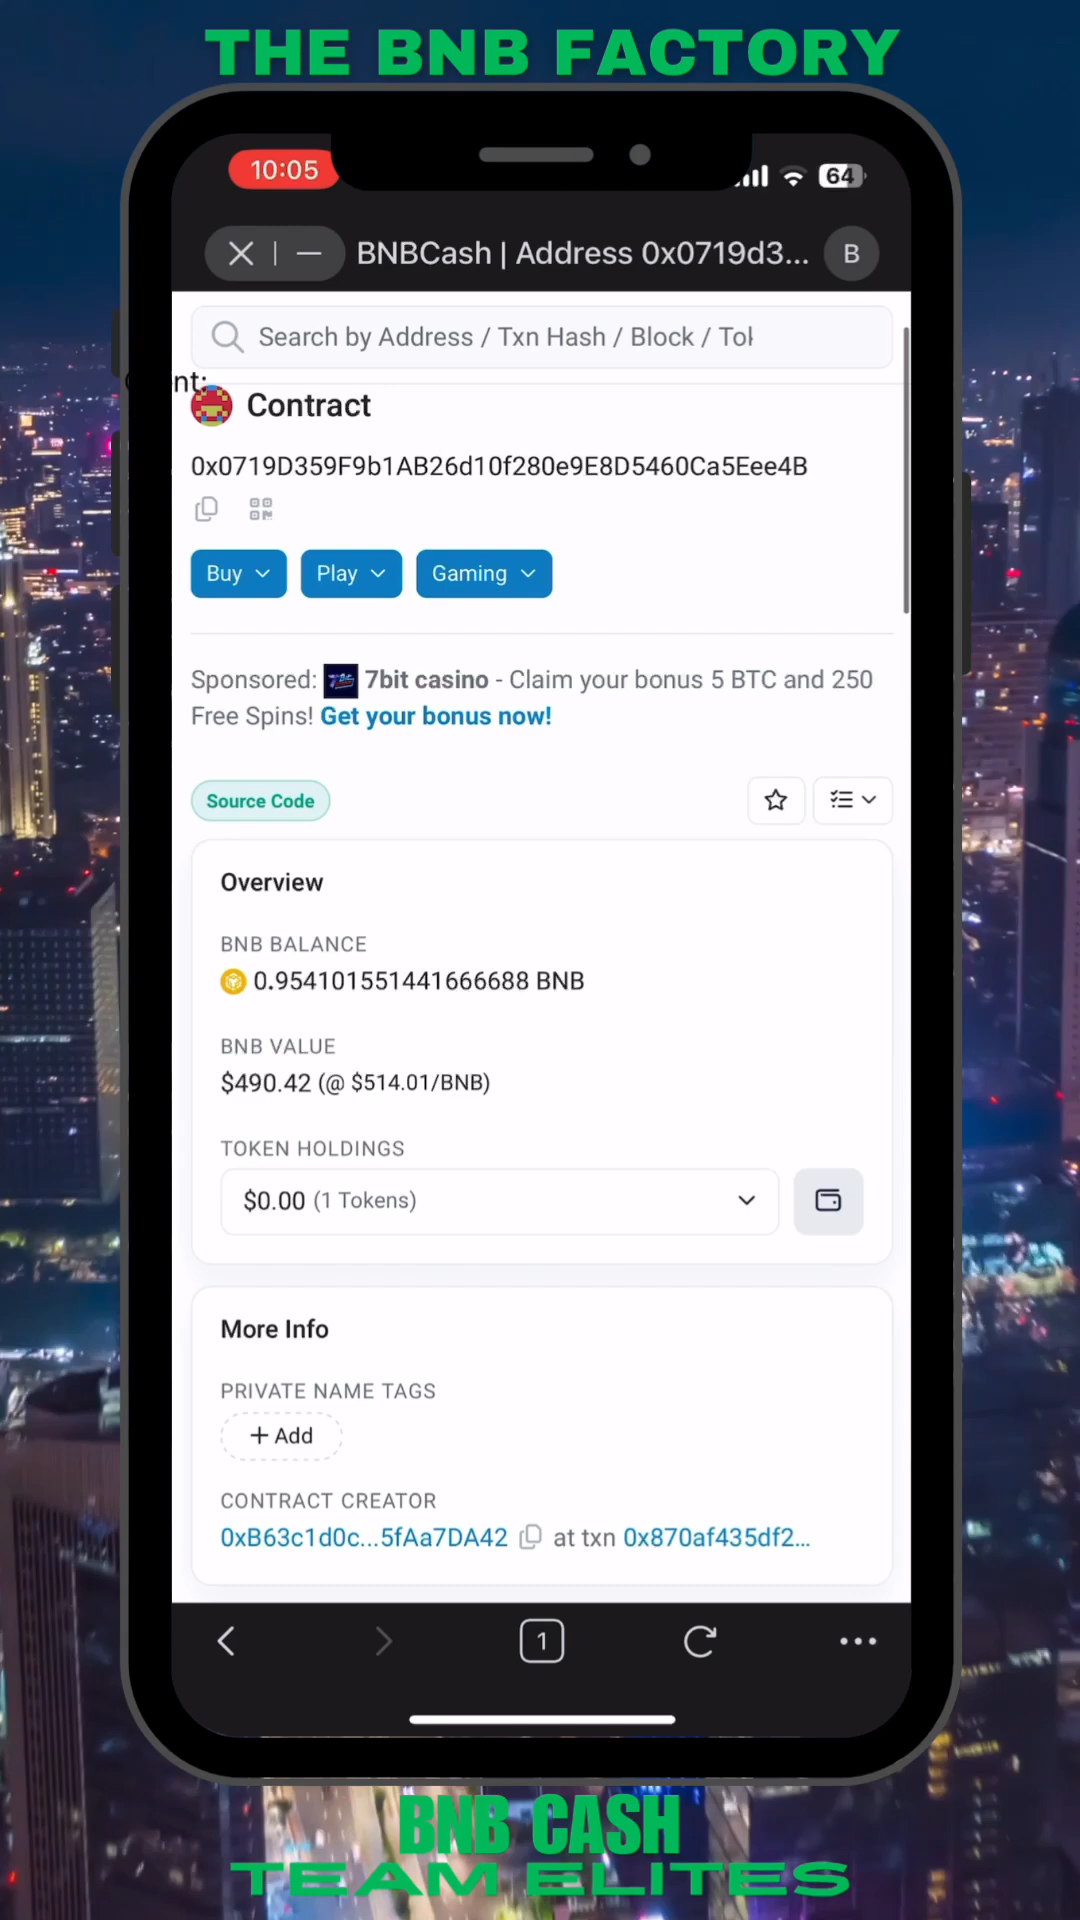 THE BNB FACTORY
10:05
64
BNBCash | Address 0x0719d3...
B
Search by Address / Txn Hash / Block / Tok
nt:
Contract
0x0719D359F9b1AB26d10f280e9E8D5460Ca5Eee4B
Buy
Play
Gaming
Sponsored: 7bit casino - Claim your bonus 5 BTC and 250
Free Spins! Get your bonus now!
Source Code
Overview
BNB BALANCE
0.954101551441666688 BNB
BNB VALUE
$490.42 (@ $514.01/BNB)
TOKEN HOLDINGS
$0.00 (1 Tokens)
More Info
PRIVATE NAME TAGS
+ Add
CONTRACT CREATOR
0xB63c1d0c...5fAa7DA42 at txn 0x870af435df2...
1
BNB CASH
TEAM ELITES